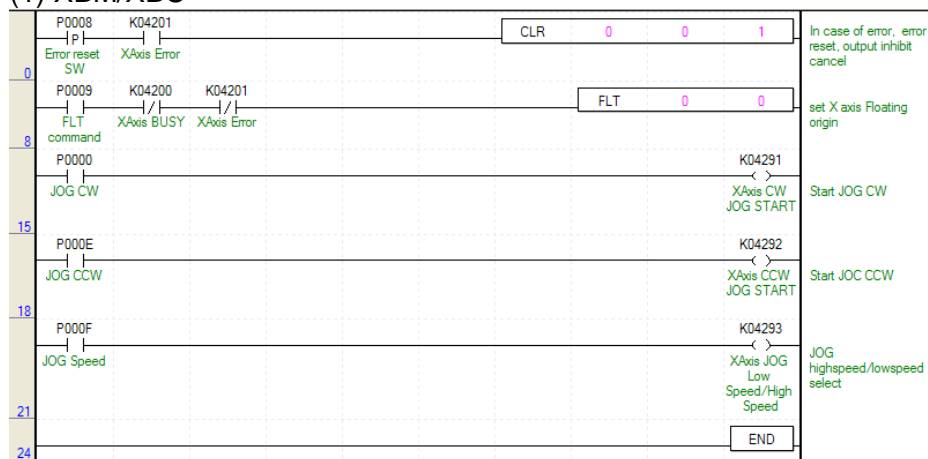 P0008 K04201
P CLR 0 0 1 In case of error, error
Error reset XAxis Error reset, output inhibit
SW cancel
0
P0009 K04200 K04201
FLT 0 0 set X axis Floating
FLT XAxis BUSY XAxis Error origin
command
8
P0000 K04291
JOG CW XAxis CW Start JOG CW
JOG START
15
P000E K04292
JOG CCW XAxis CCW Start JOC CCW
JOG START
18
P000F K04293
JOG Speed XAxis JOG JOG
Low highspeed/lowspeed
Speed/High select
Speed
21
END
24